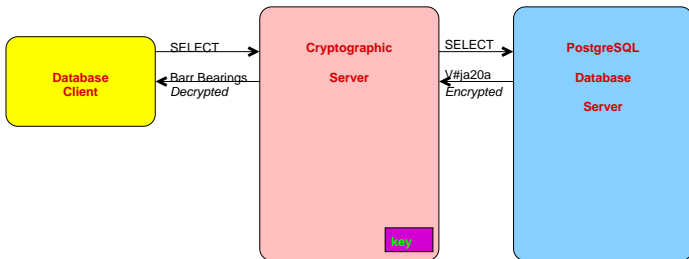 SELECT
Database
Client
Barr Bearings
Decrypted
Cryptographic
Server
key
SELECT
V#ja20a
Encrypted
PostgreSQL
Database
Server